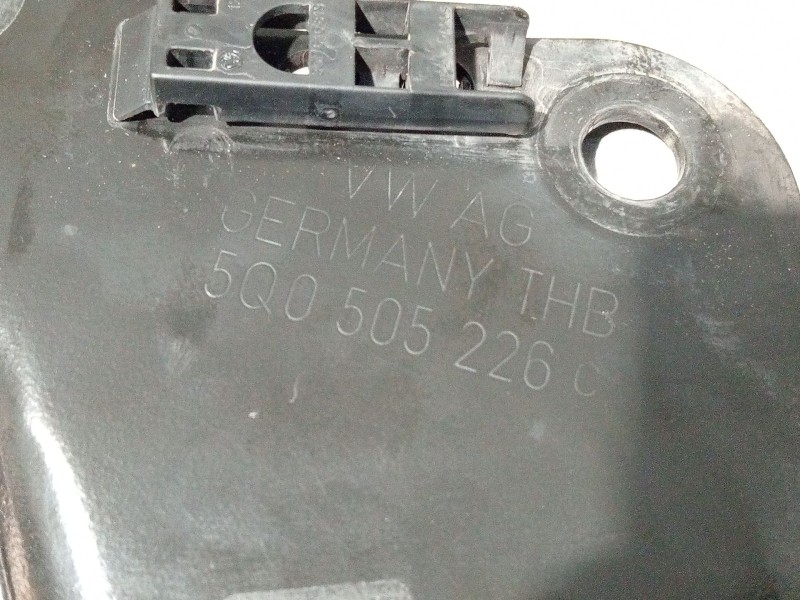 VW AG
GERMANY THB
5Q0 505 226 C